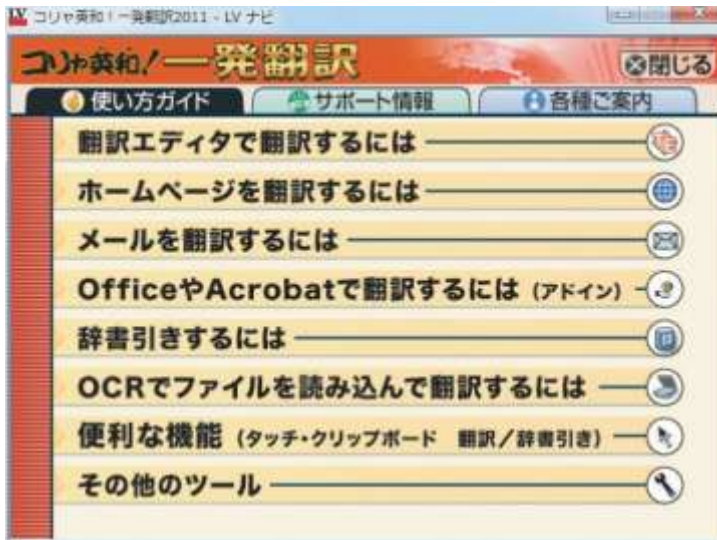 LV コリャ英和！一発翻訳2011 - LV ナビ
コリャ英和!一発翻訳
閉じる
使い方ガイド サポート情報 各種ご案内
翻訳エディタで翻訳するには
ホームページを翻訳するには
メールを翻訳するには
OfficeやAcrobatで翻訳するには（アドイン）
辞書引きするには
OCRでファイルを読み込んで翻訳するには
便利な機能（タッチ・クリップボード 翻訳／辞書引き）
その他のツール